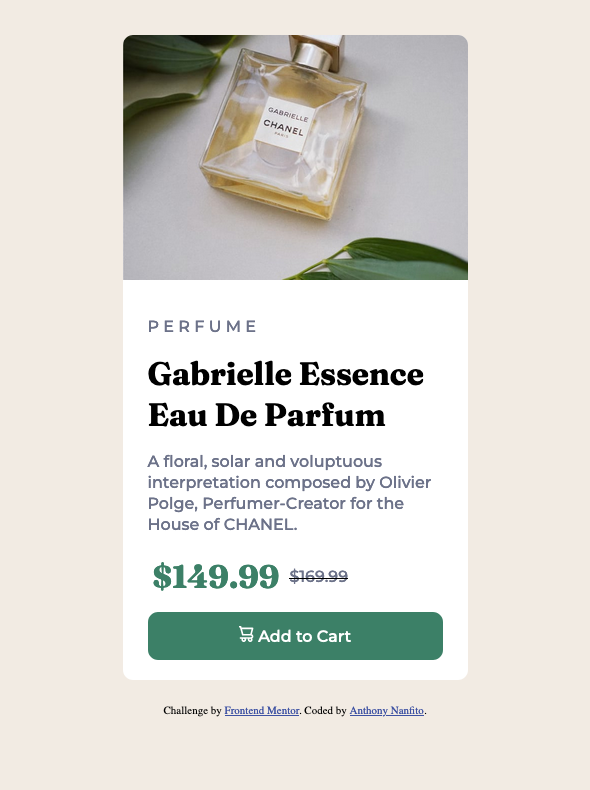 GABRIELLE
CHANEL
PARIS
PERFUME
Gabrielle Essence
Eau De Parfum
A floral, solar and voluptuous
interpretation composed by Olivier
Polge, Perfumer-Creator for the
House of CHANEL.
$149.99 $169.99
Add to Cart
Challenge by Frontend Mentor. Coded by Anthony Nanfito.